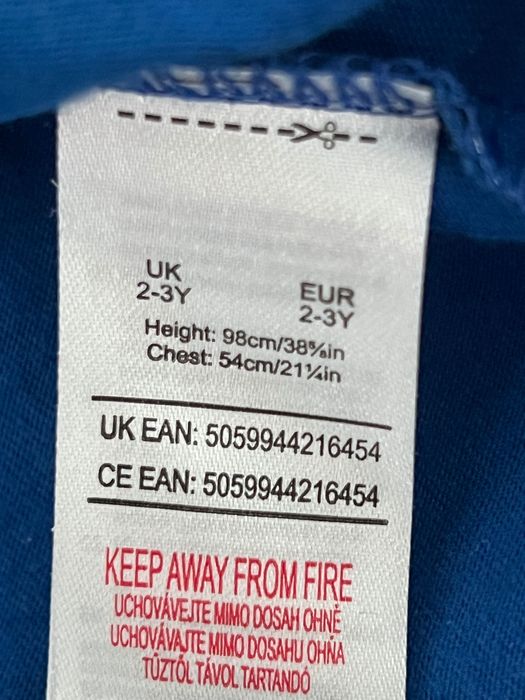 UK
2-3Y
EUR
2-3Y
Height: 98cm/38⅝in
Chest: 54cm/21¼in
UK EAN: 5059944216454
CE EAN: 5059944216454
KEEP AWAY FROM FIRE
UCHOVÁVEJTE MIMO DOSAH OHNĚ
UCHOVÁVAJTE MIMO DOSAHU OHŇA
TŰZTŐL TÁVOL TARTANDÓ